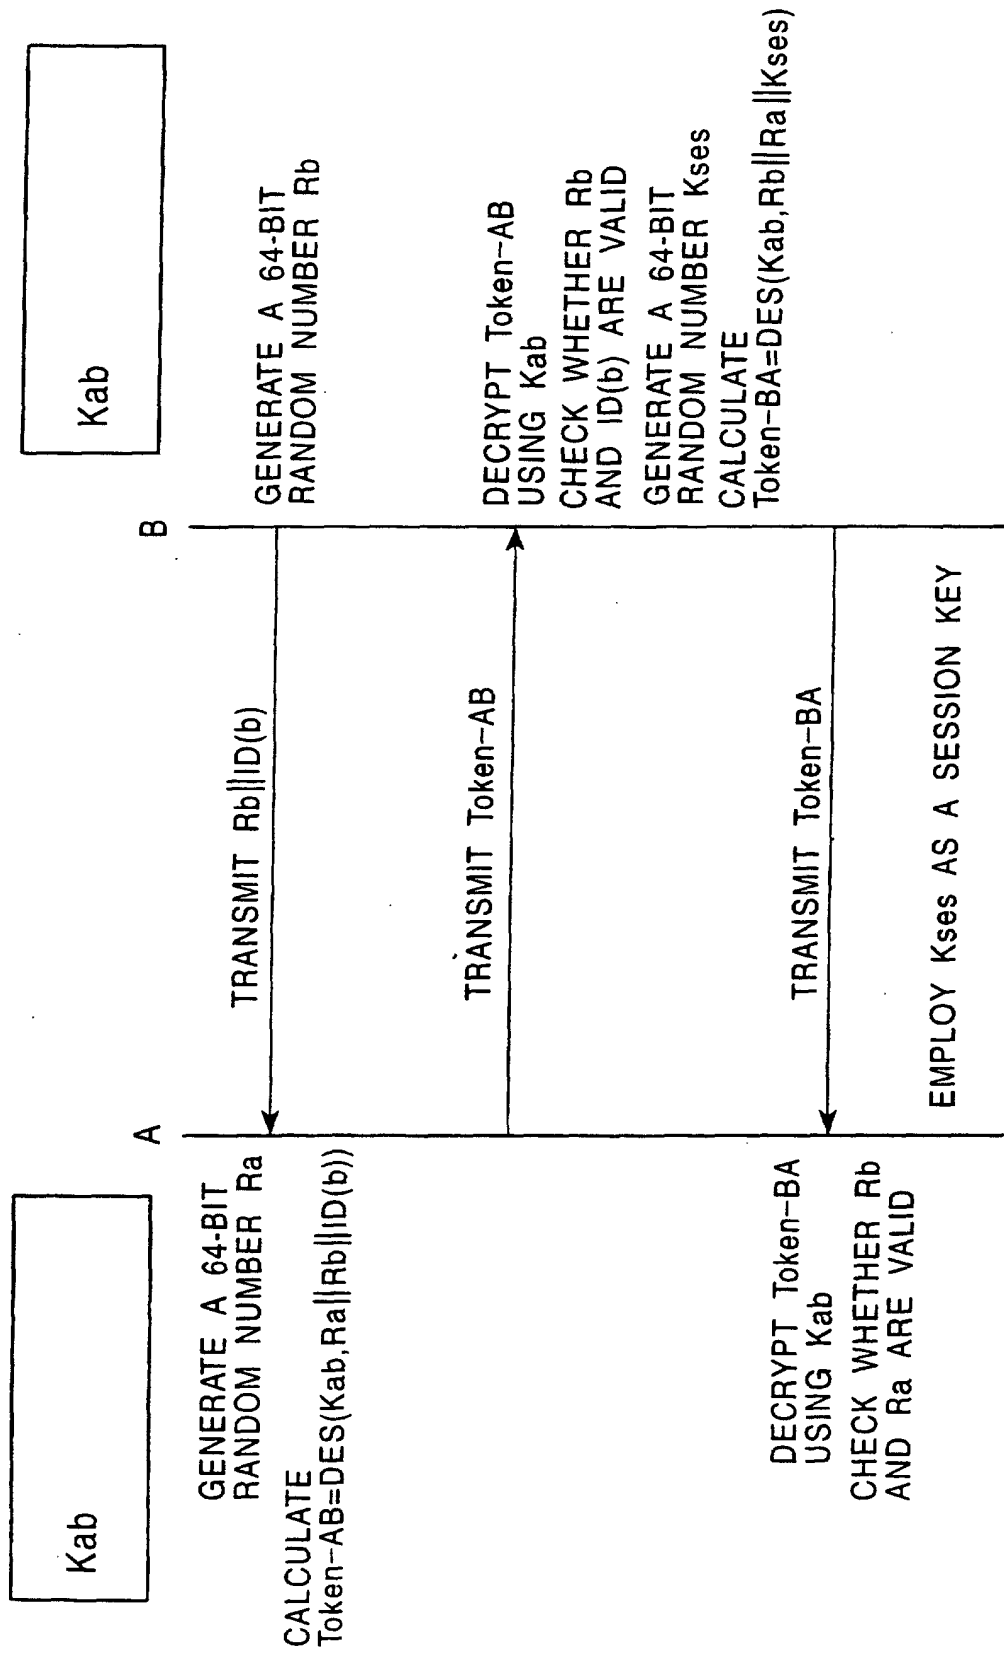 Kab
Kab
A
B
GENERATE A 64-BIT
RANDOM NUMBER Rb
TRANSMIT Rb||ID(b)
GENERATE A 64-BIT
RANDOM NUMBER Ra
CALCULATE
Token-AB=DES(Kab,Ra||Rb||ID(b))
TRANSMIT Token-AB
DECRYPT Token-AB
USING Kab
CHECK WHETHER Rb
AND ID(b) ARE VALID
GENERATE A 64-BIT
RANDOM NUMBER Kses
CALCULATE
Token-BA=DES(Kab,Rb||Ra||Kses)
TRANSMIT Token-BA
DECRYPT Token-BA
USING Kab
CHECK WHETHER Rb
AND Ra ARE VALID
EMPLOY Kses AS A SESSION KEY